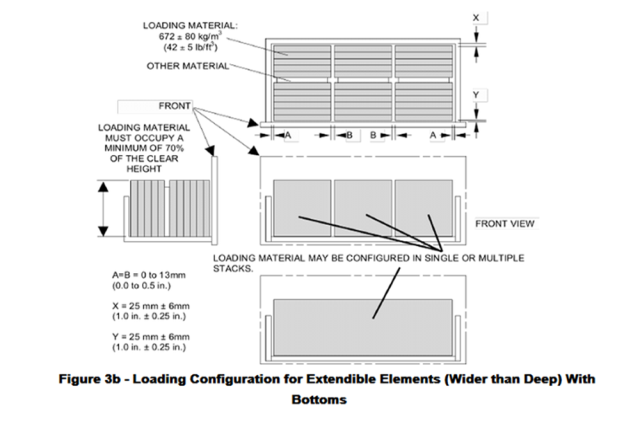 LOADING MATERIAL:
672 ± 80 kg/m³
(42 ± 5 lb/ft³)
OTHER MATERIAL
X
Y
FRONT
A B B A
LOADING MATERIAL
MUST OCCUPY A
MINIMUM OF 70%
OF THE CLEAR
HEIGHT
FRONT VIEW
LOADING MATERIAL MAY BE CONFIGURED IN SINGLE OR MULTIPLE
STACKS.
A=B = 0 to 13mm
(0.0 to 0.5 in.)
X = 25 mm ± 6mm
(1.0 in. ± 0.25 in.)
Y = 25 mm ± 6mm
(1.0 in. ± 0.25 in.)
Figure 3b - Loading Configuration for Extendible Elements (Wider than Deep) With
Bottoms